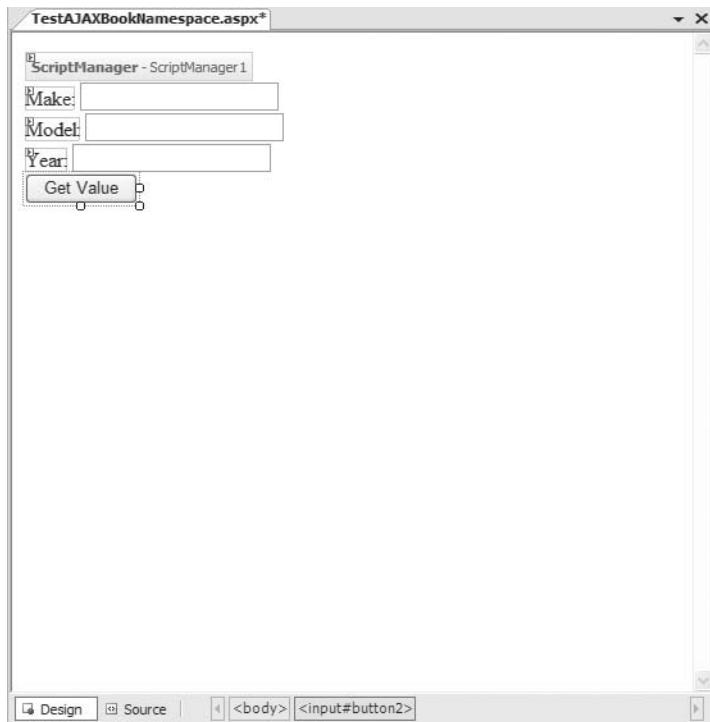 TestAJAXBookNamespace.aspx*
ScriptManager - ScriptManager1
Make:
Model:
Year:
Get Value
Design Source <body> <input#button2>